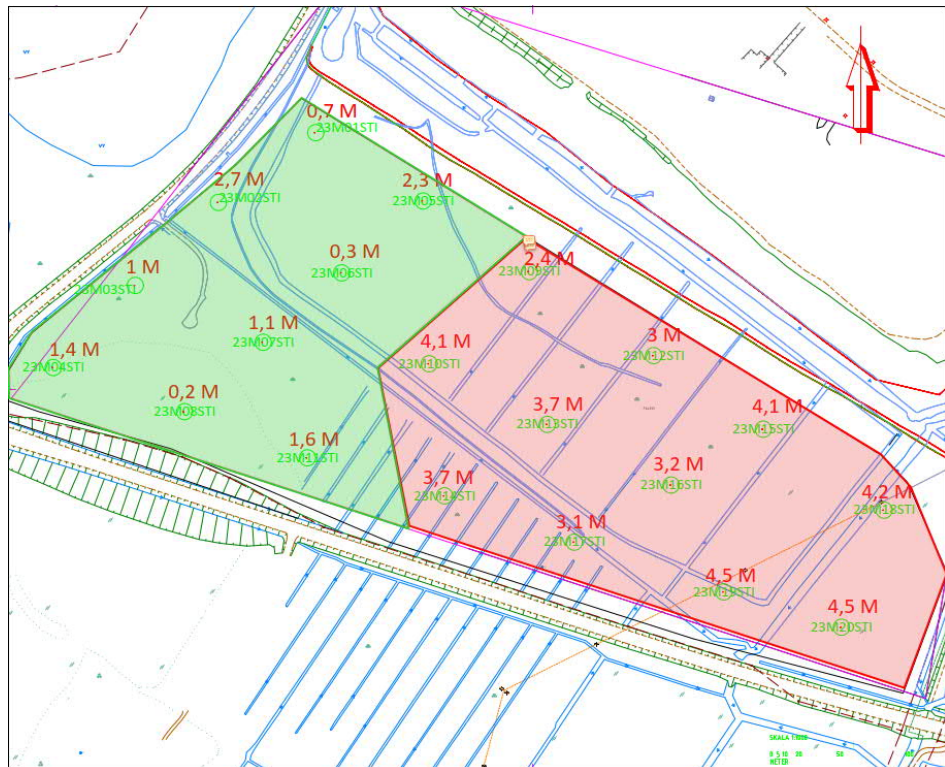 0,7 M
23M01STI
2,7 M
23M02STI
2,3 M
23M05STI
0,3 M
23M06STI
2,4 M
23M09STI
1 M
23M03STI
1,1 M
23M07STI
4,1 M
23M10STI
3 M
23M12STI
1,4 M
23M04STI
0,2 M
23M08STI
3,7 M
23M13STI
4,1 M
23M15STI
1,6 M
23M11STI
3,7 M
23M14STI
3,2 M
23M16STI
4,2 M
23M18STI
3,1 M
23M17STI
4,5 M
23M19STI
4,5 M
23M20STI
METER